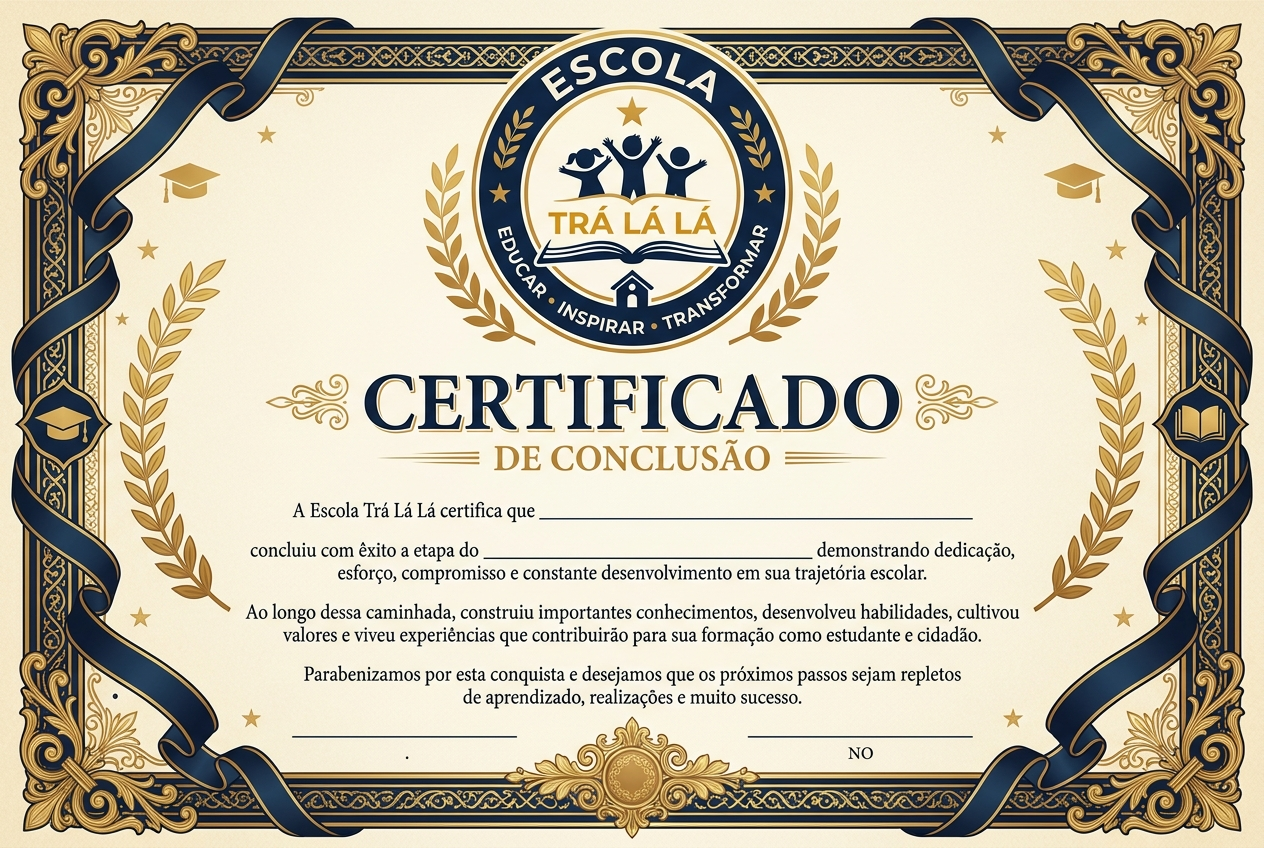 ESCOLA
TRÁ LÁ LÁ
EDUCAR • INSPIRAR • TRANSFORMAR
CERTIFICADO
DE CONCLUSÃO
A Escola Trá Lá Lá certifica que 
concluiu com êxito a etapa do demonstrando dedicação,
esforço, compromisso e constante desenvolvimento em sua trajetória escolar.
Ao longo dessa caminhada, construiu importantes conhecimentos, desenvolveu habilidades, cultivou
valores e viveu experiências que contribuirão para sua formação como estudante e cidadão.
Parabenizamos por esta conquista e desejamos que os próximos passos sejam repletos
de aprendizado, realizações e muito sucesso.
. NO